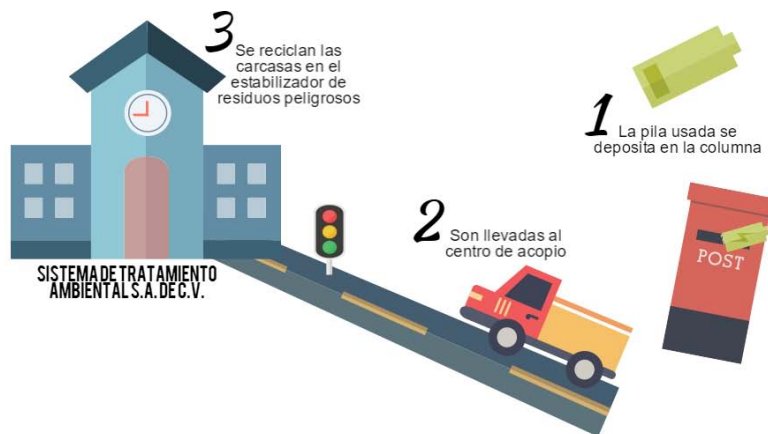 3
Se reciclan las
carcasas en el
estabilizador de
residuos peligrosos
1
La pila usada se
deposita en la columna
2
Son llevadas al
centro de acopio
POST
SISTEMA DE TRATAMIENTO
AMBIENTAL S.A. DE C.V.